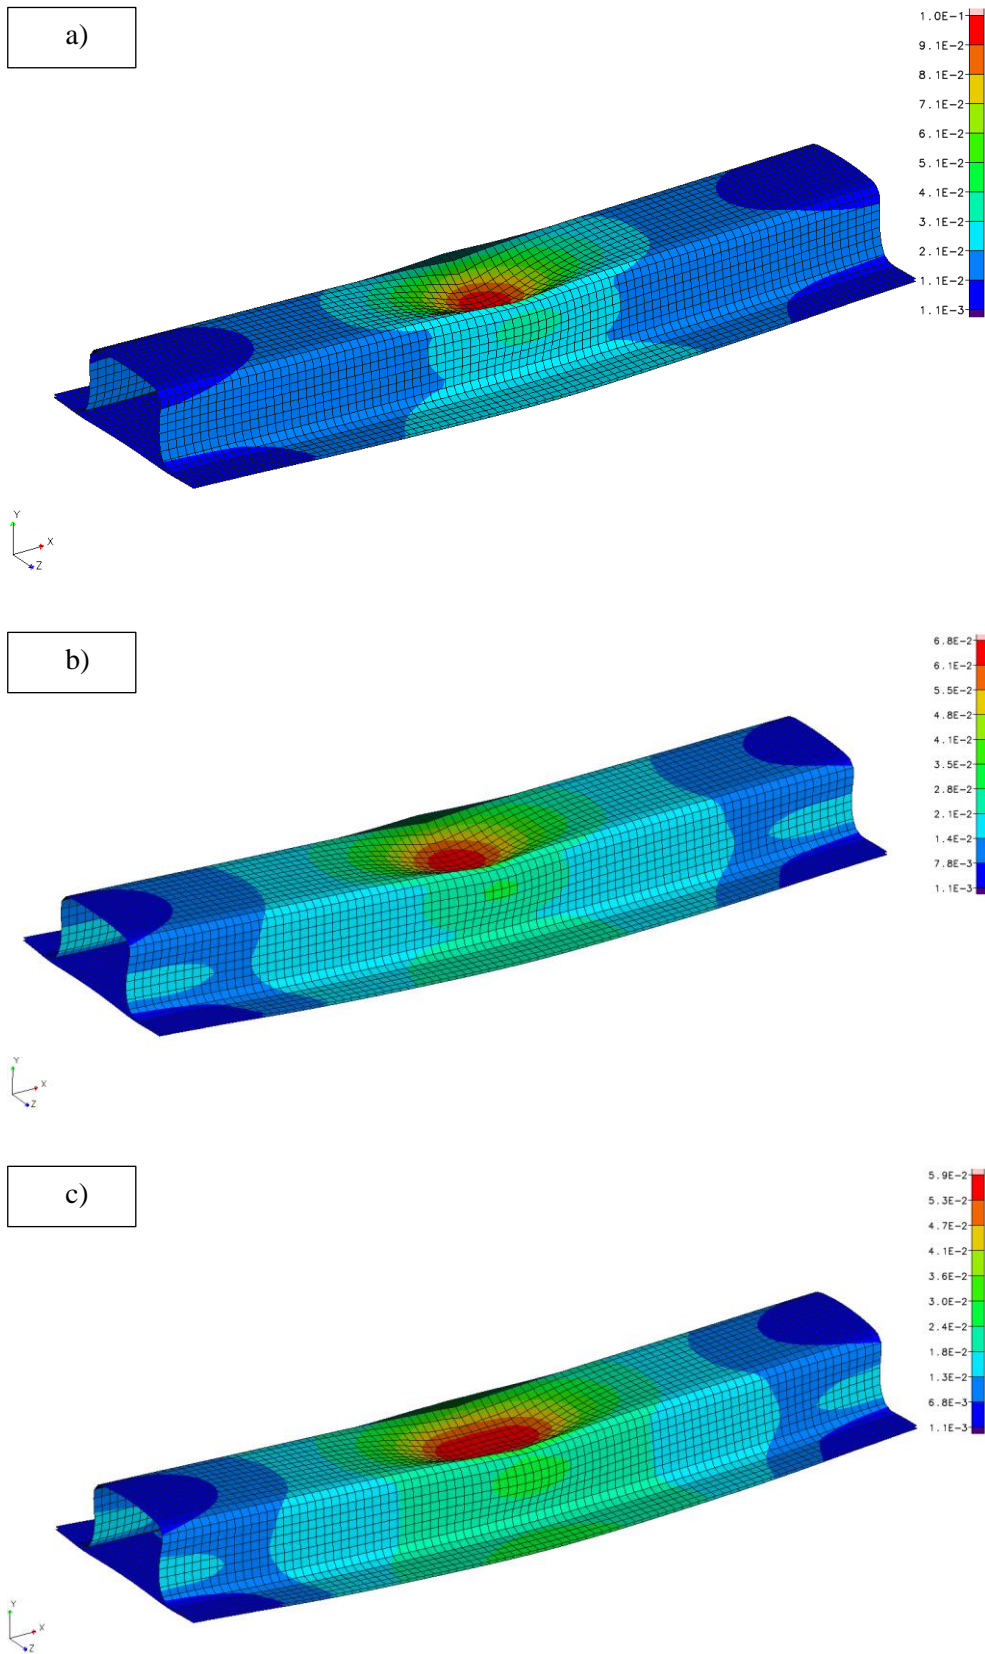 a)
1.0E-1
9.1E-2
8.1E-2
7.1E-2
6.1E-2
5.1E-2
4.1E-2
3.1E-2
2.1E-2
1.1E-2
1.1E-3
Y
X
Z
b)
6.8E-2
6.1E-2
5.5E-2
4.8E-2
4.1E-2
3.5E-2
2.8E-2
2.1E-2
1.4E-2
7.8E-3
1.1E-3
Y
X
Z
c)
5.9E-2
5.3E-2
4.7E-2
4.1E-2
3.6E-2
3.0E-2
2.4E-2
1.8E-2
1.3E-2
6.8E-3
1.1E-3
Y
X
Z